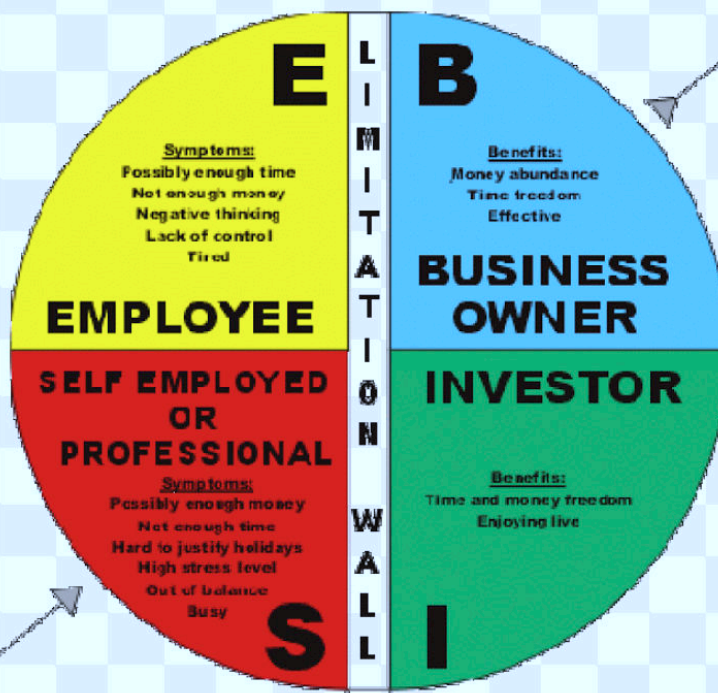 E
Symptoms:
Possibly enough time
Not enough money
Negative thinking
Lack of control
Tired
EMPLOYEE
LIMITATION WALL
B
Benefits:
Money abundance
Time freedom
Effective
BUSINESS
OWNER
SELF EMPLOYED
OR
PROFESSIONAL
Symptoms:
Possibly enough money
Not enough time
Hard to justify holidays
High stress level
Out of balance
Busy
S
INVESTOR
Benefits:
Time and money freedom
Enjoying live
I